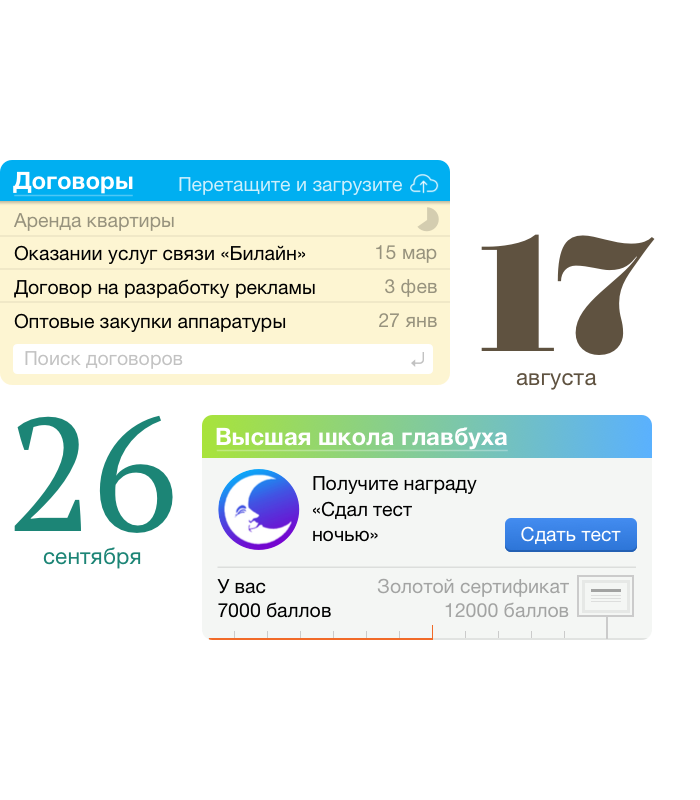 Договоры
Перетащите и загрузите
Аренда квартиры
Оказании услуг связи «Билайн» 15 мар
Договор на разработку рекламы 3 фев
Оптовые закупки аппаратуры 27 янв
Поиск договоров
17
августа
26
сентября
Высшая школа главбуха
Получите награду
«Сдал тест
ночью»
Сдать тест
У вас
7000 баллов
Золотой сертификат
12000 баллов